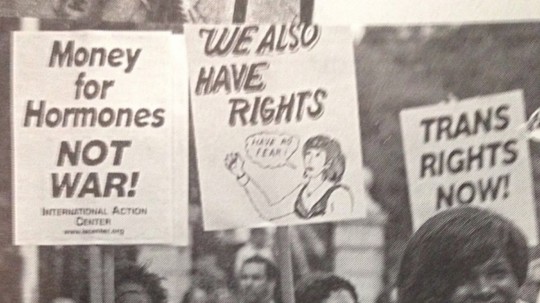 Money
for
Hormones
NOT
WAR!
INTERNATIONAL ACTION
CENTER
www.iacenter.org
WE ALSO
HAVE
RIGHTS
HAVE NO
FEAR!
TRANS
RIGHTS
NOW!